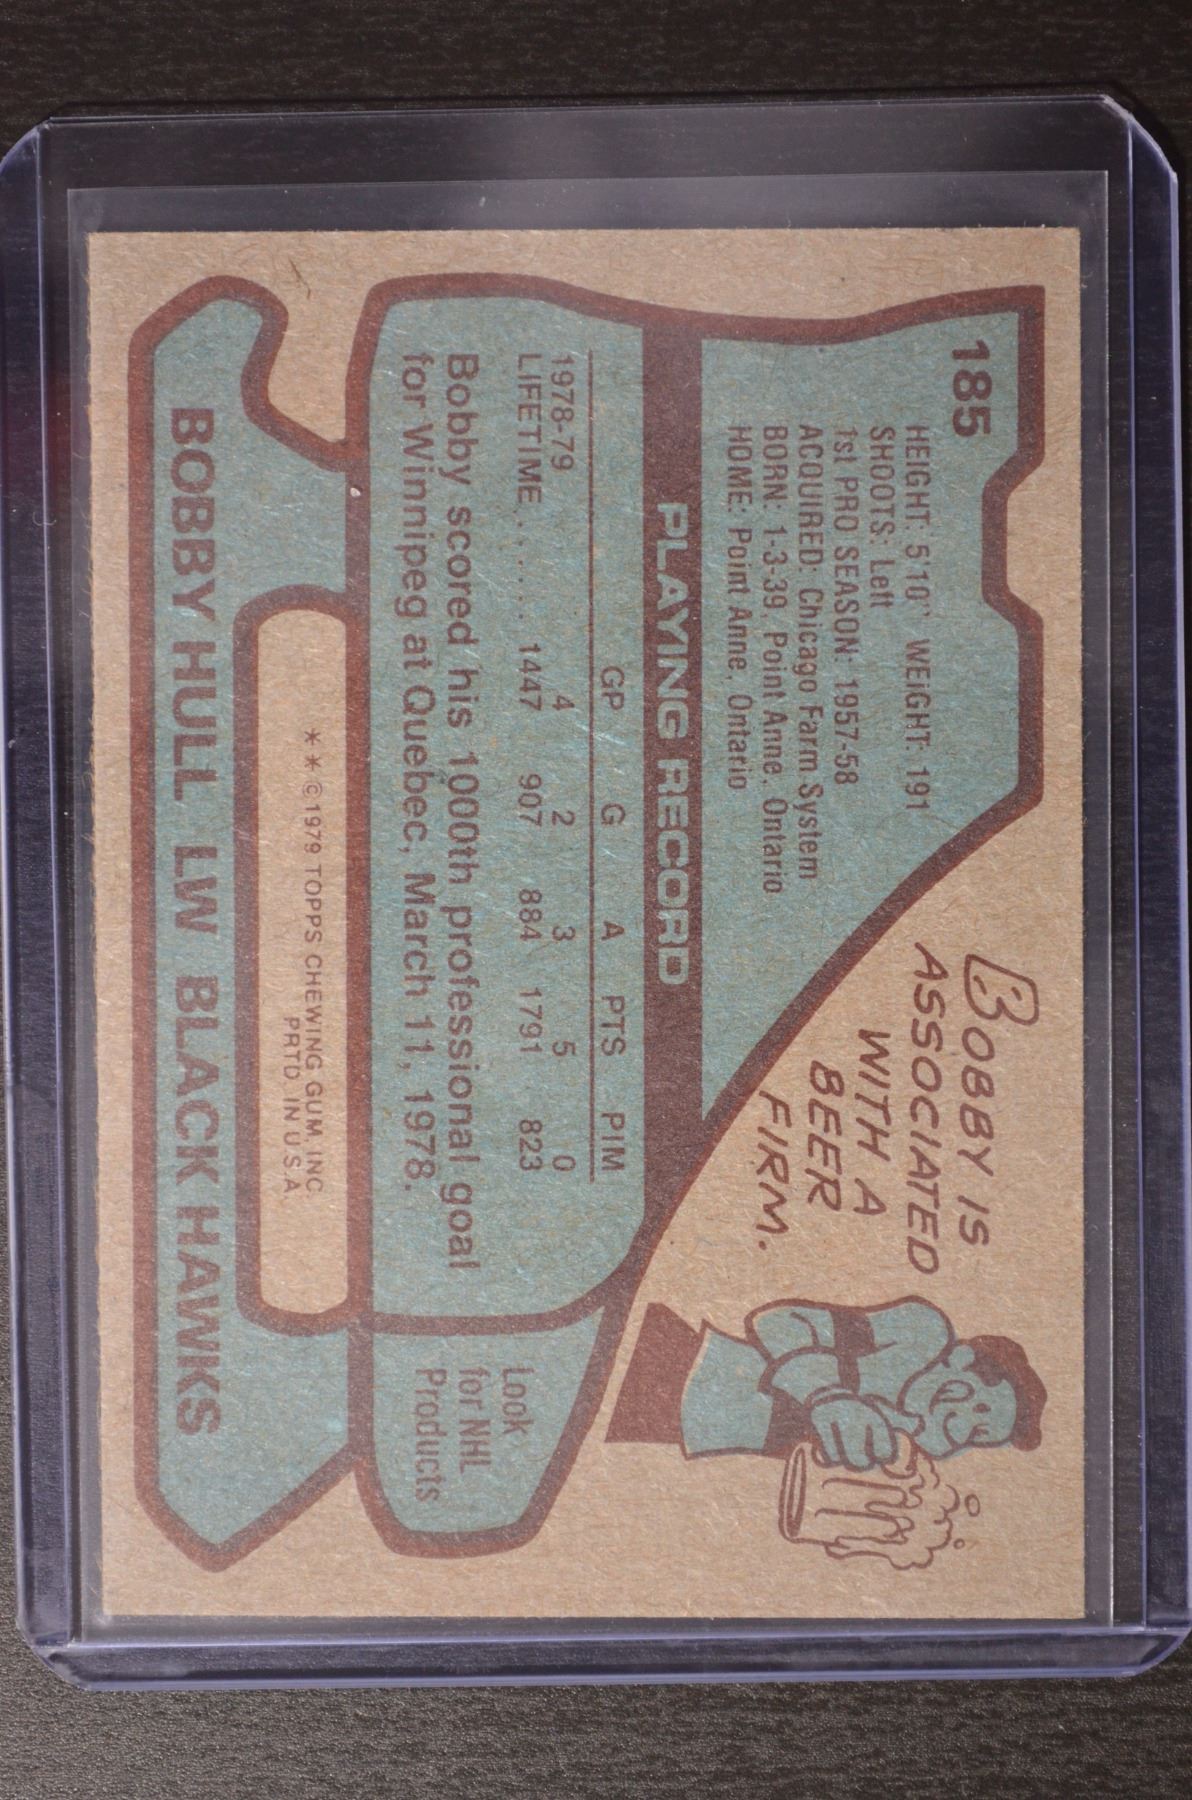 185
HEIGHT: 5'10" WEIGHT: 191
SHOOTS: Left
1st PRO SEASON: 1957-58
ACQUIRED: Chicago Farm System
BORN: 1-3-39, Point Anne, Ontario
HOME: Point Anne, Ontario
BOBBY IS
ASSOCIATED
WITH A
BEER
FIRM.
PLAYING RECORD
GP G A PTS PIM
1978-79 4 2 3 5 0
LIFETIME...... 1447 907 884 1791 823
Bobby scored his 1000th professional goal
for Winnipeg at Quebec, March 11, 1978.
Look
for NHL
Products
**©1979 TOPPS CHEWING GUM, INC.
PRTD. IN U.S.A.
BOBBY HULL LW BLACK HAWKS